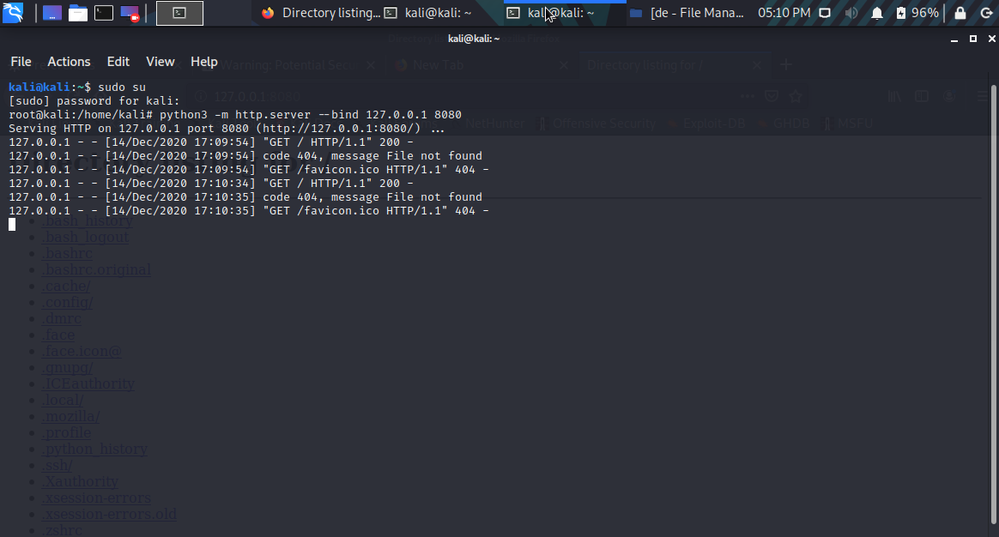 Directory listing...
kali@kali: ~
kali@kali: ~
[de - File Mana...
05:10 PM
96%
kali@kali: ~
File Actions Edit View Help
Warning: Potential Sec
New Tab
Directory listing for /
kali@kali:~$ sudo su
127.0.0.1
[sudo] password for kali:
root@kali:/home/kali# python3 -m http.server --bind 127.0.0.1 8080
NetHunter Offensive Security Exploit-DB GHDB MSFU
Serving HTTP on 127.0.0.1 port 8080 (http://127.0.0.1:8080/) ...
127.0.0.1 - - [14/Dec/2020 17:09:54] "GET / HTTP/1.1" 200 -
127.0.0.1 - - [14/Dec/2020 17:09:54] code 404, message File not found
127.0.0.1 - - [14/Dec/2020 17:09:54] "GET /favicon.ico HTTP/1.1" 404 -
127.0.0.1 - - [14/Dec/2020 17:10:34] "GET / HTTP/1.1" 200 -
127.0.0.1 - - [14/Dec/2020 17:10:35] code 404, message File not found
127.0.0.1 - - [14/Dec/2020 17:10:35] "GET /favicon.ico HTTP/1.1" 404 -
.bash_history
.bash_logout
.bashrc
.bashrc.original
.cache/
.config/
.dmrc
.face
.face.icon@
.gnupg/
.ICEauthority
.local/
.mozilla/
.profile
.python_history
.ssh/
.Xauthority
.xsession-errors
.xsession-errors.old
.zshrc